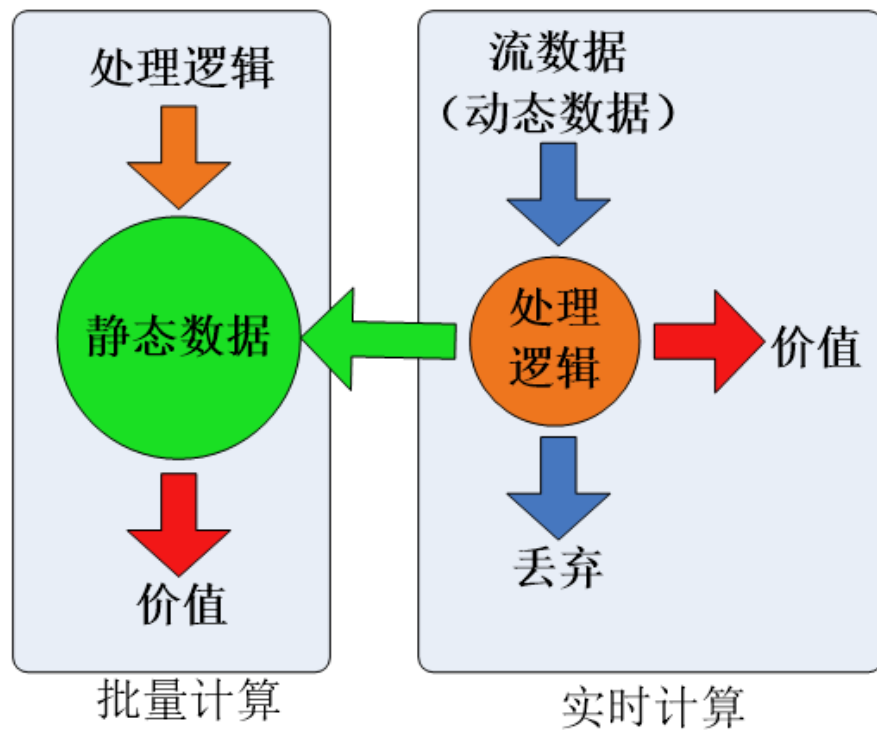 处理逻辑
静态数据
价值
批量计算
流数据
（动态数据）
处理
逻辑
价值
丢弃
实时计算